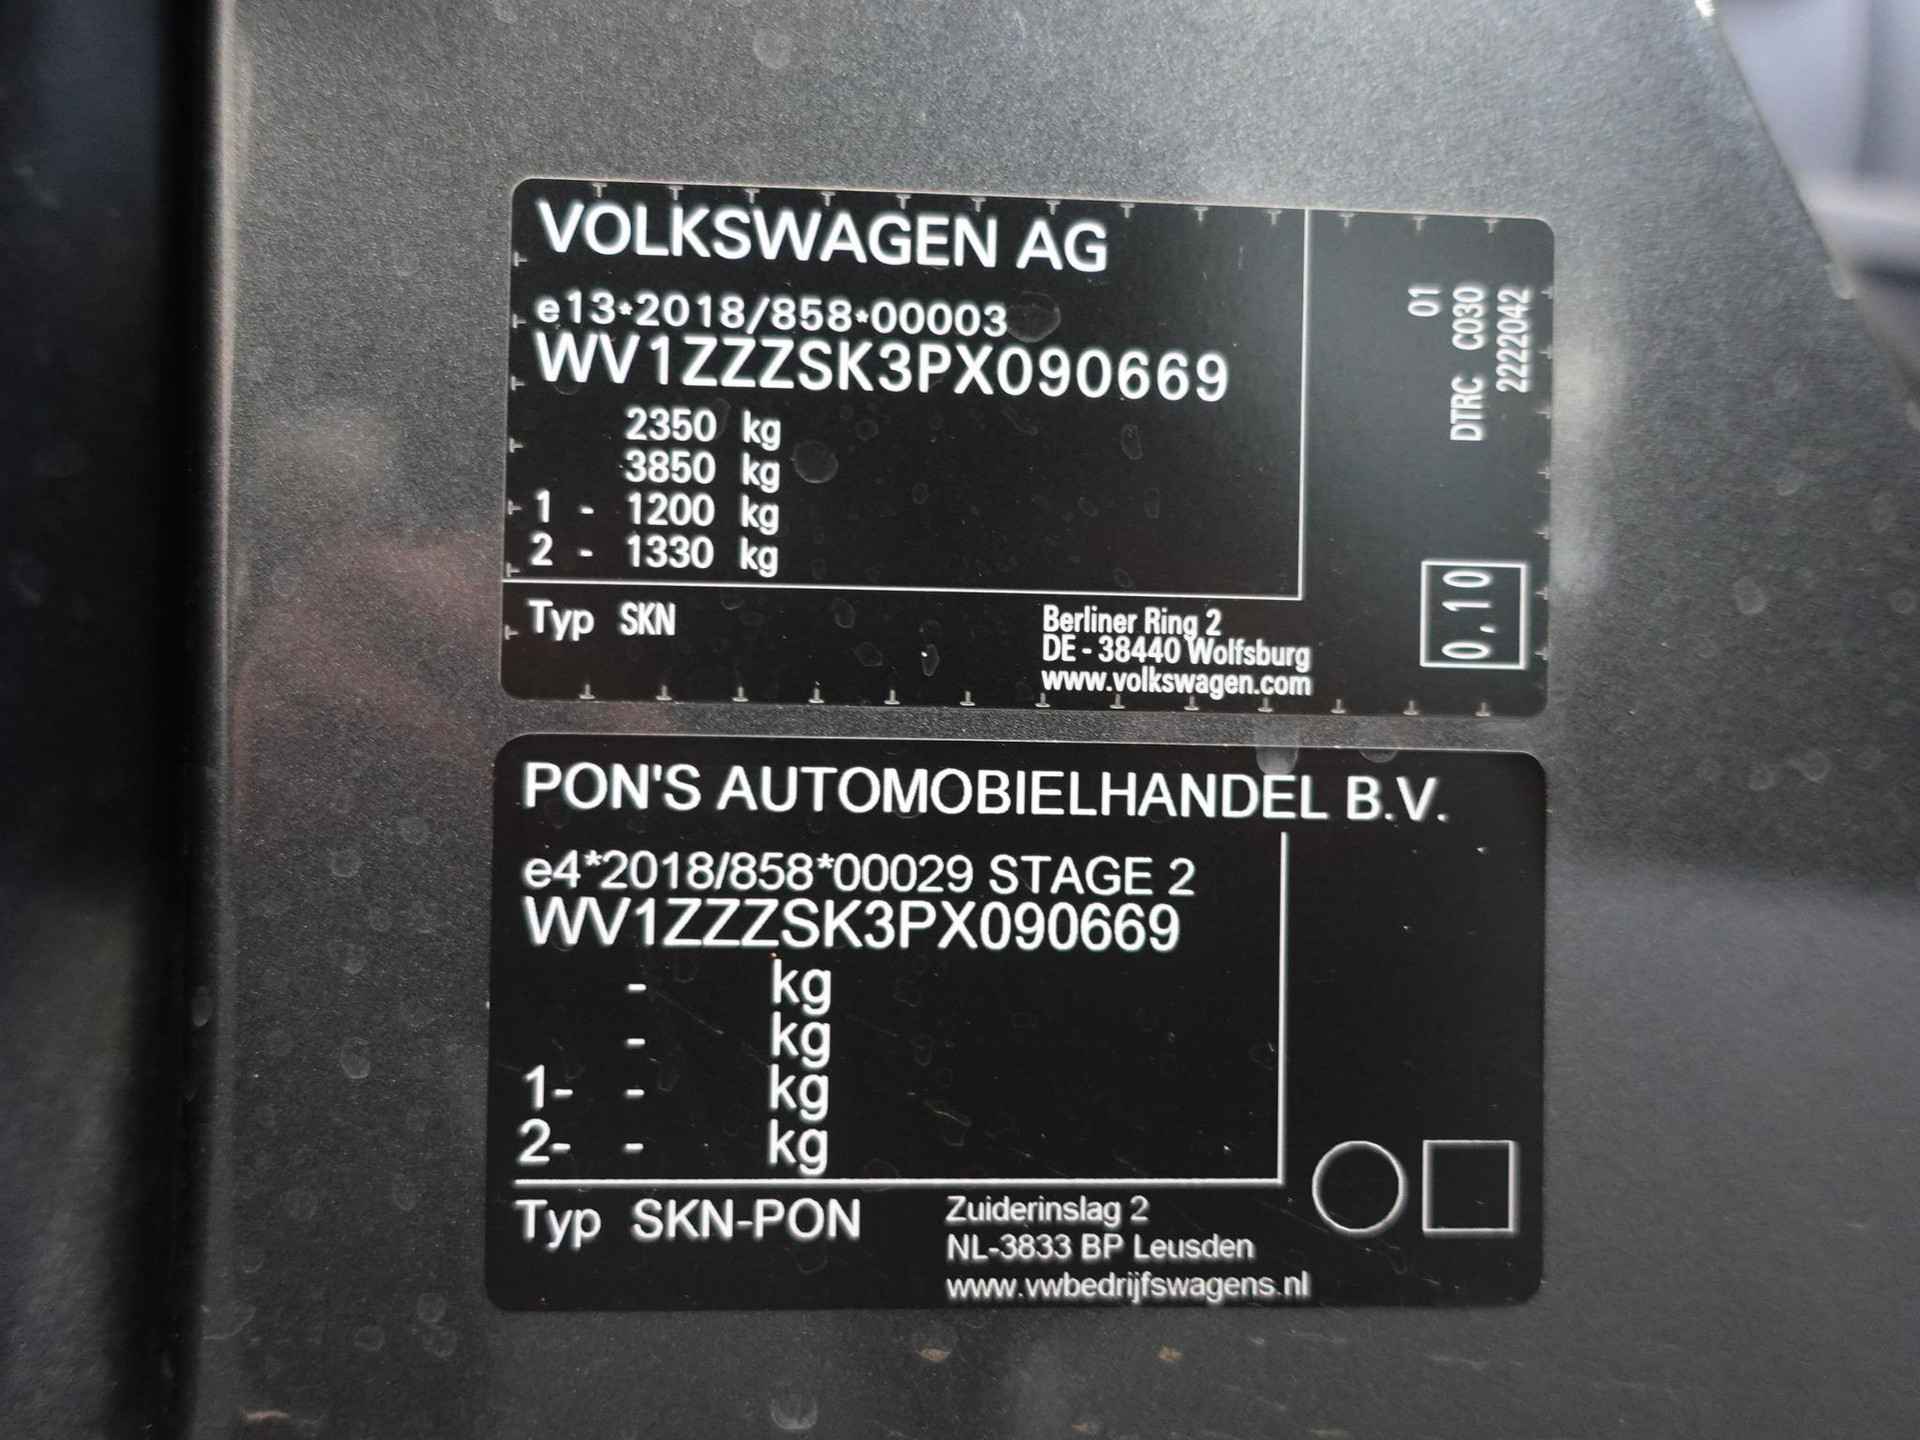 VOLKSWAGEN AG
e13*2018/858*00003
WV1ZZZSK3PX090669
2350 kg
3850 kg
1 - 1200 kg
2 - 1330 kg
Typ SKN
Berliner Ring 2
DE - 38440 Wolfsburg
www.volkswagen.com
01
DTRC C030
2222042
0,10
PON'S AUTOMOBIELHANDEL B.V.
e4*2018/858*00029 STAGE 2
WV1ZZZSK3PX090669
- kg
- kg
1- - kg
2- - kg
Typ SKN-PON
Zuiderinslag 2
NL-3833 BP Leusden
www.vwbedrijfswagens.nl